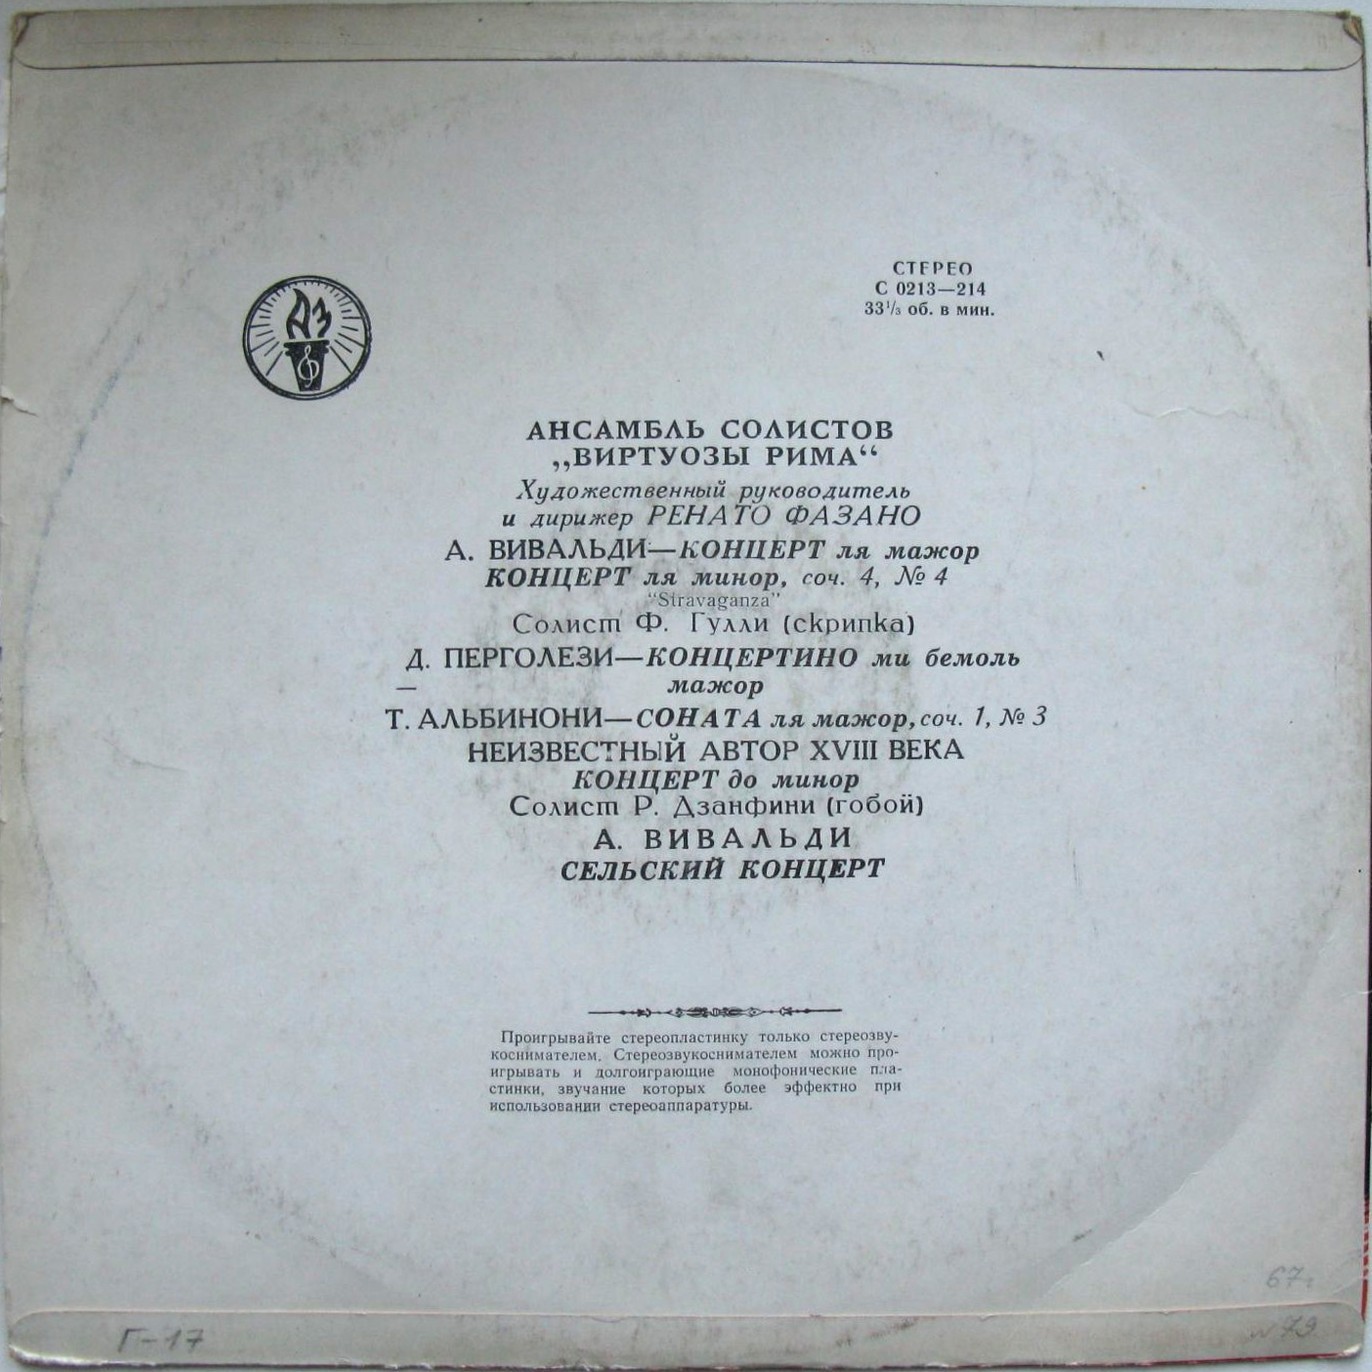 АЗ
СТЕРЕО
С 0213—214
33⅓ об. в мин.
АНСАМБЛЬ СОЛИСТОВ
„ВИРТУОЗЫ РИМА“
Художественный руководитель
и дирижер РЕНАТО ФАЗАНО
А. ВИВАЛЬДИ—КОНЦЕРТ ля мажор
КОНЦЕРТ ля минор, соч. 4, № 4
“Stravaganza”
Солист Ф. Гулли (скрипка)
Д. ПЕРГОЛЕЗИ—КОНЦЕРТИНО ми бемоль
— мажор
Т. АЛЬБИНОНИ—СОНАТА ля мажор, соч. 1, № 3
НЕИЗВЕСТНЫЙ АВТОР XVIII ВЕКА
КОНЦЕРТ до минор
Солист Р. Дзанфини (гобой)
А. ВИВАЛЬДИ
СЕЛЬСКИЙ КОНЦЕРТ
Проигрывайте стереопластинку только стереозву-
коснимателем. Стереозвукоснимателем можно про-
игрывать и долгоиграющие монофонические пла-
стинки, звучание которых более эффектно при
использовании стереоаппаратуры.
67г
Г-17
79